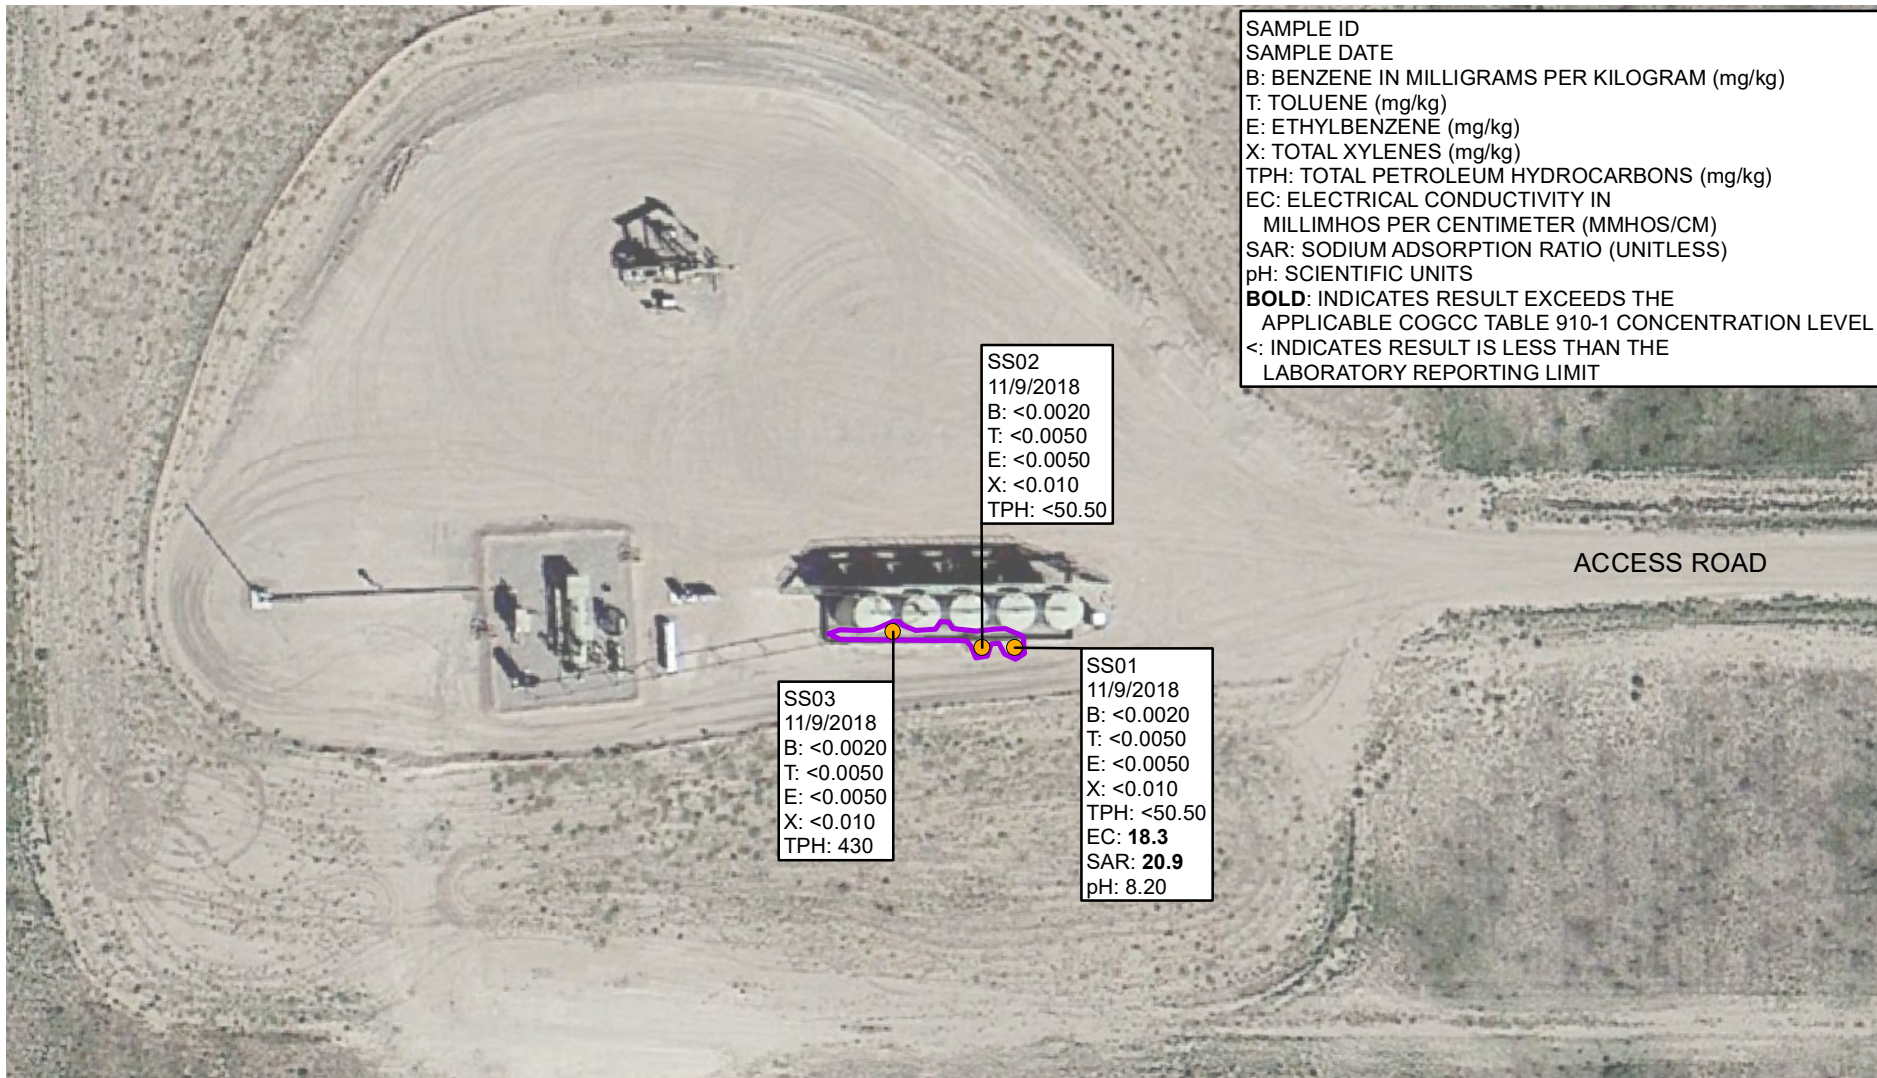 SAMPLE ID
SAMPLE DATE
B: BENZENE IN MILLIGRAMS PER KILOGRAM (mg/kg)
T: TOLUENE (mg/kg)
E: ETHYLBENZENE (mg/kg)
X: TOTAL XYLENES (mg/kg)
TPH: TOTAL PETROLEUM HYDROCARBONS (mg/kg)
EC: ELECTRICAL CONDUCTIVITY IN
MILLIMHOS PER CENTIMETER (MMHOS/CM)
SAR: SODIUM ADSORPTION RATIO (UNITLESS)
pH: SCIENTIFIC UNITS
BOLD: INDICATES RESULT EXCEEDS THE
APPLICABLE COGCC TABLE 910-1 CONCENTRATION LEVEL
<: INDICATES RESULT IS LESS THAN THE
LABORATORY REPORTING LIMIT
SS02
11/9/2018
B: <0.0020
T: <0.0050
E: <0.0050
X: <0.010
TPH: <50.50
ACCESS ROAD
SS03
11/9/2018
B: <0.0020
T: <0.0050
E: <0.0050
X: <0.010
TPH: 430
SS01
11/9/2018
B: <0.0020
T: <0.0050
E: <0.0050
X: <0.010
TPH: <50.50
EC: 18.3
SAR: 20.9
pH: 8.20